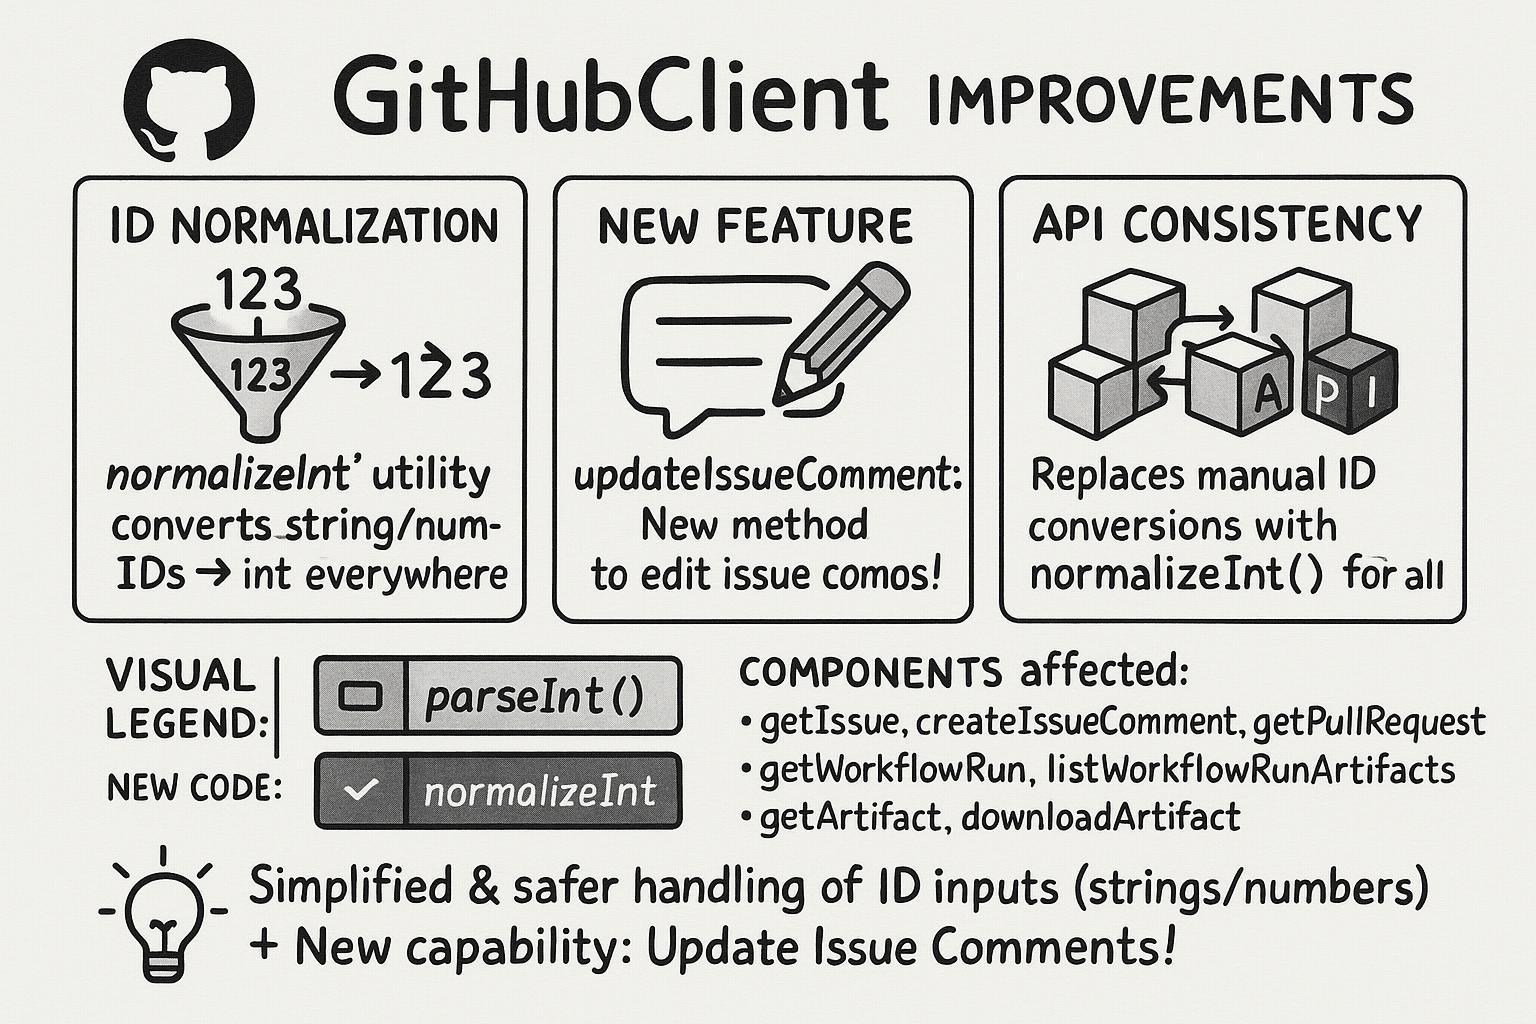 GitHubClient IMPROVEMENTS
ID NORMALIZATION
123
123
→ 123
normalizeInt’ utility
converts string/num-
IDs → int everywhere
NEW FEATURE
updateIssueComment:
New method
to edit issue comos!
API CONSISTENCY
A P I
Replaces manual ID
conversions with
normalizeInt() for all
VISUAL
LEGEND:
parseInt()
NEW CODE:
normalizeInt
COMPONENTS affected:
• getIssue, createIssueComment, getPullRequest
• getWorkflowRun, listWorkflowRunArtifacts
• getArtifact, downloadArtifact
Simplified & safer handling of ID inputs (strings/numbers)
+ New capability: Update Issue Comments!